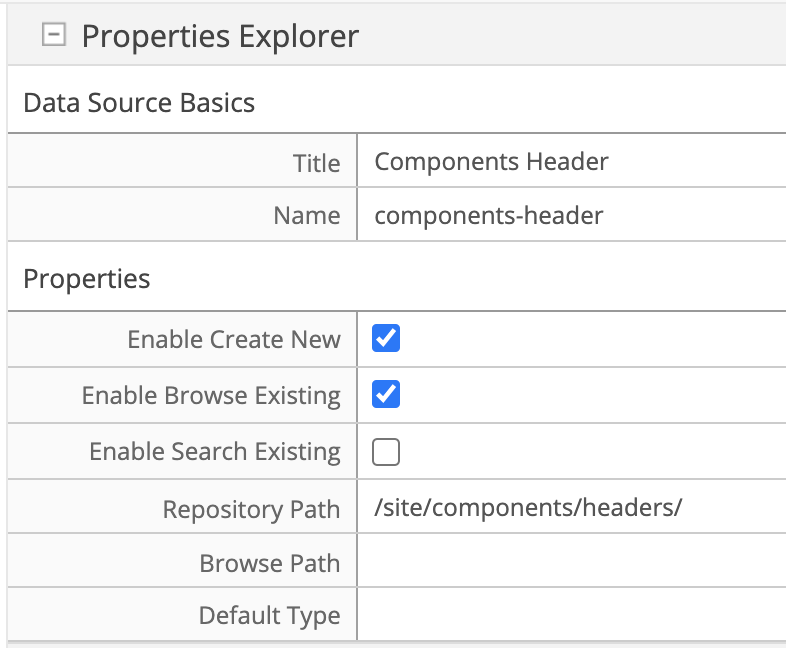 Properties Explorer
Data Source Basics
Title Components Header
Name components-header
Properties
Enable Create New
Enable Browse Existing
Enable Search Existing
Repository Path /site/components/headers/
Browse Path
Default Type